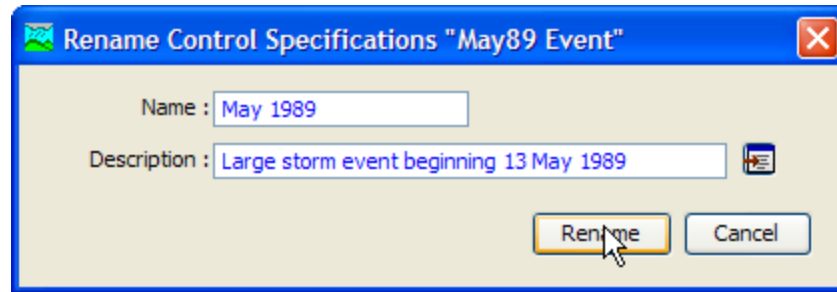 Rename Control Specifications "May89 Event"
Name : May 1989
Description : Large storm event beginning 13 May 1989
Rename Cancel